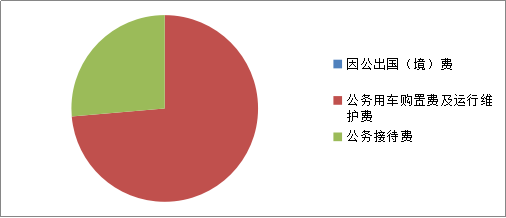 因公出国（境）费
公务用车购置费及运行维
护费
公务接待费